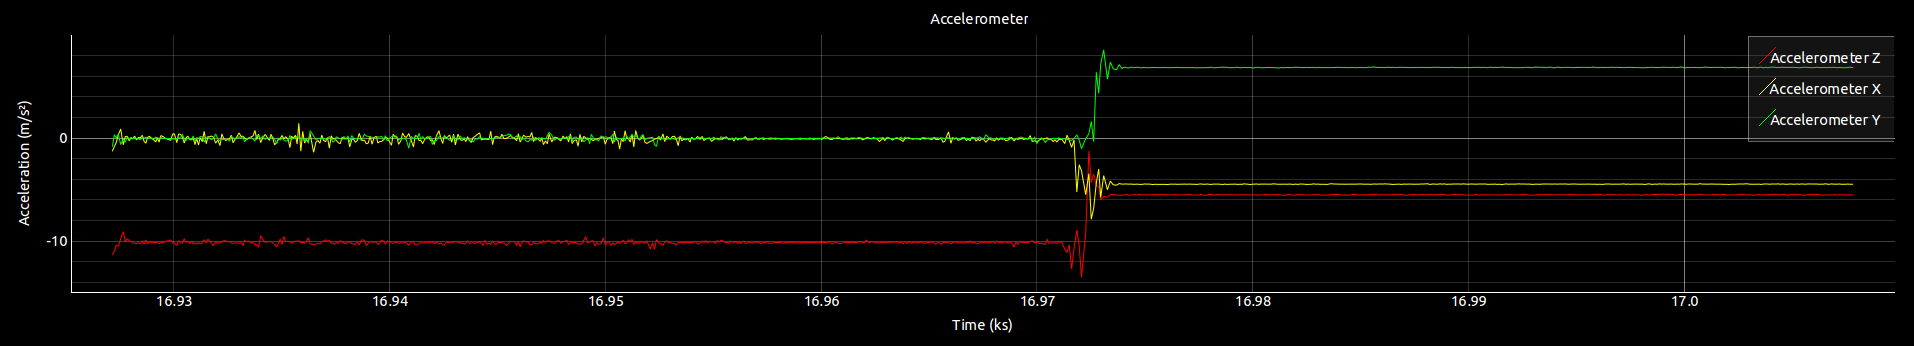 Accelerometer
Accelerometer Z
Accelerometer X
Accelerometer Y
Acceleration (m/s²)
0
-10
16.93 16.94 16.95 16.96 16.97 16.98 16.99 17.0
Time (ks)